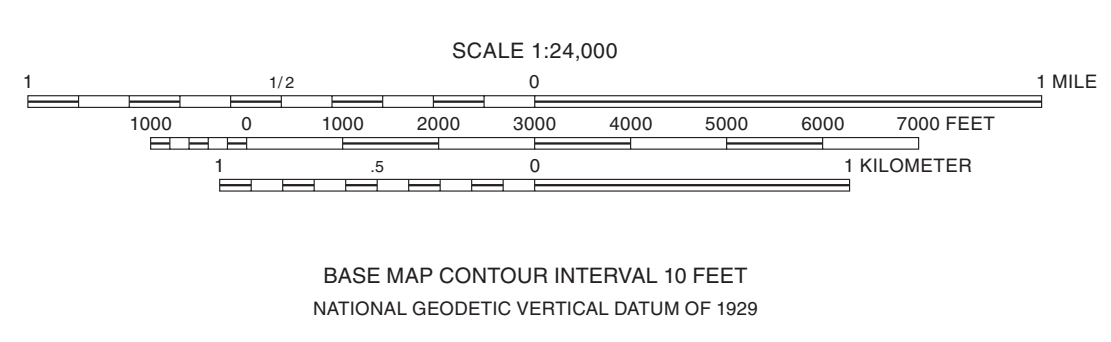 SCALE 1:24,000
1 1/2 0 1 MILE
1000 0 1000 2000 3000 4000 5000 6000 7000 FEET
1 .5 0 1 KILOMETER
BASE MAP CONTOUR INTERVAL 10 FEET
NATIONAL GEODETIC VERTICAL DATUM OF 1929